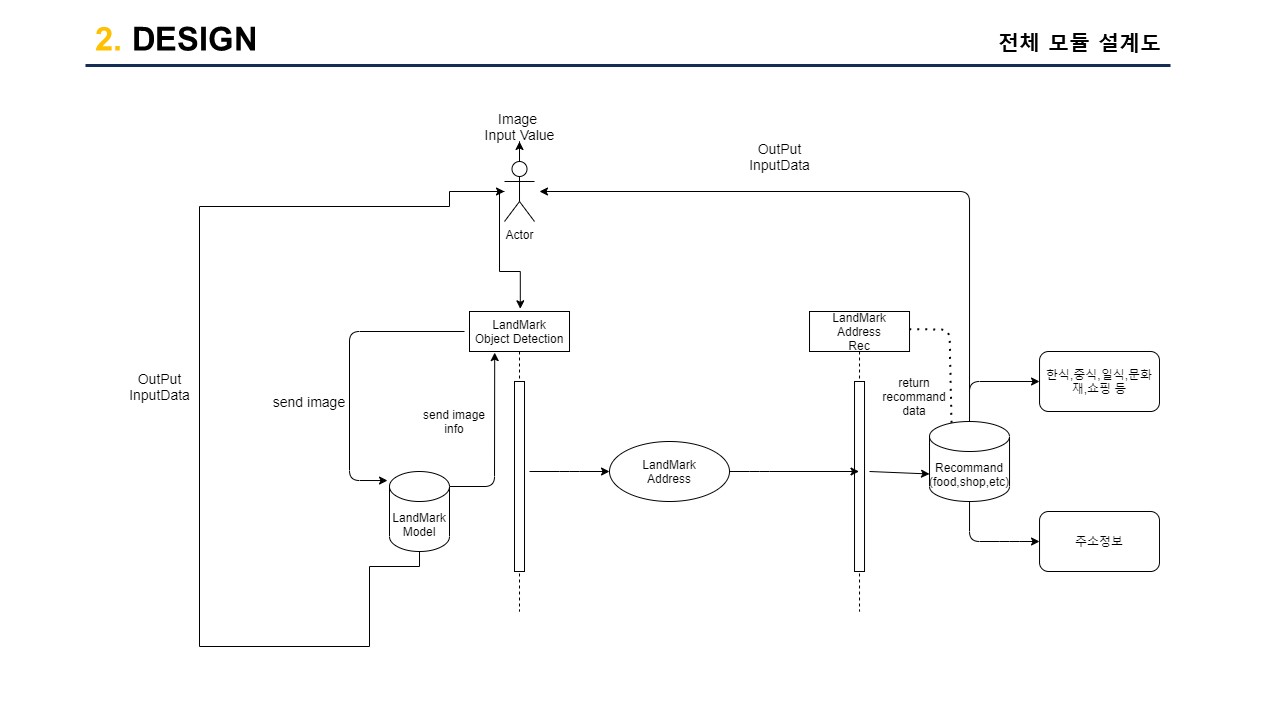 2. DESIGN
전체 모듈 설계도
Image
Input Value
OutPut
InputData
Actor
LandMark
Object Detection
LandMark
Address
Rec
OutPut
InputData
send image
send image
info
return
recommand
data
한식,중식,일식,문화
재,쇼핑 등
LandMark
Address
Recommand
(food,shop,etc)
LandMark
Model
주소정보